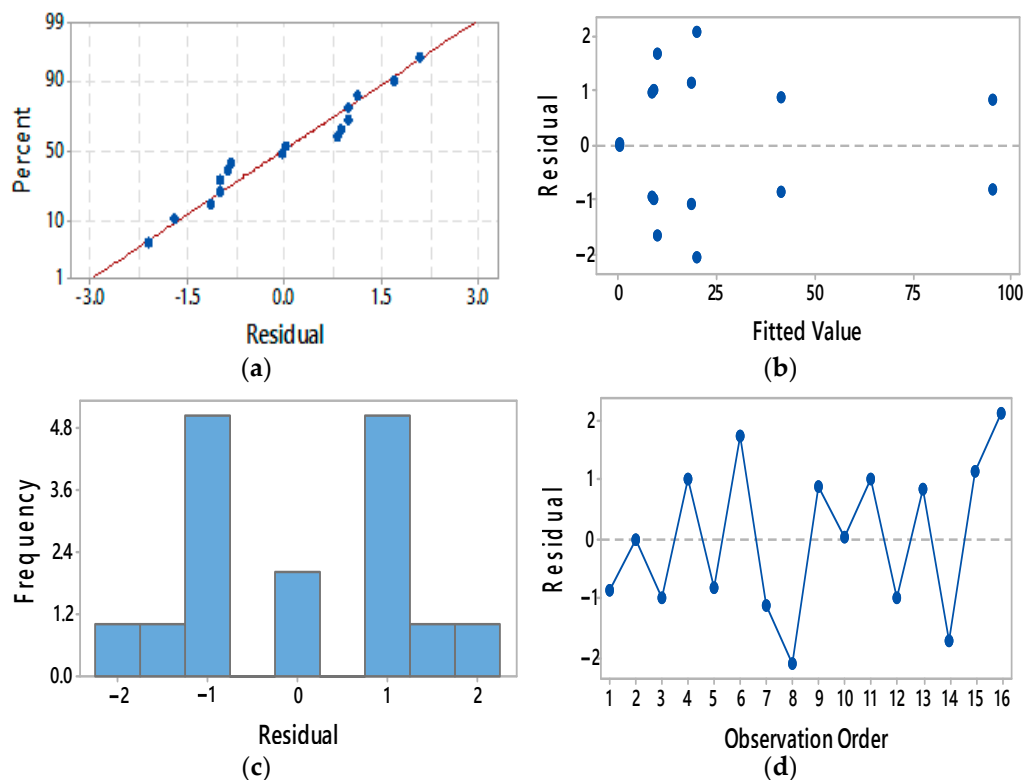 99
90
50
10
1
Percent
-3.0 -1.5 0.0 1.5 3.0
Residual
(a)
2
1
0
−1
−2
Residual
0 25 50 75 100
Fitted Value
(b)
4.8
3.6
2.4
1.2
0.0
Frequency
−2 −1 0 1 2
Residual
(c)
2
1
0
−1
−2
Residual
1 2 3 4 5 6 7 8 9 10 11 12 13 14 15 16
Observation Order
(d)